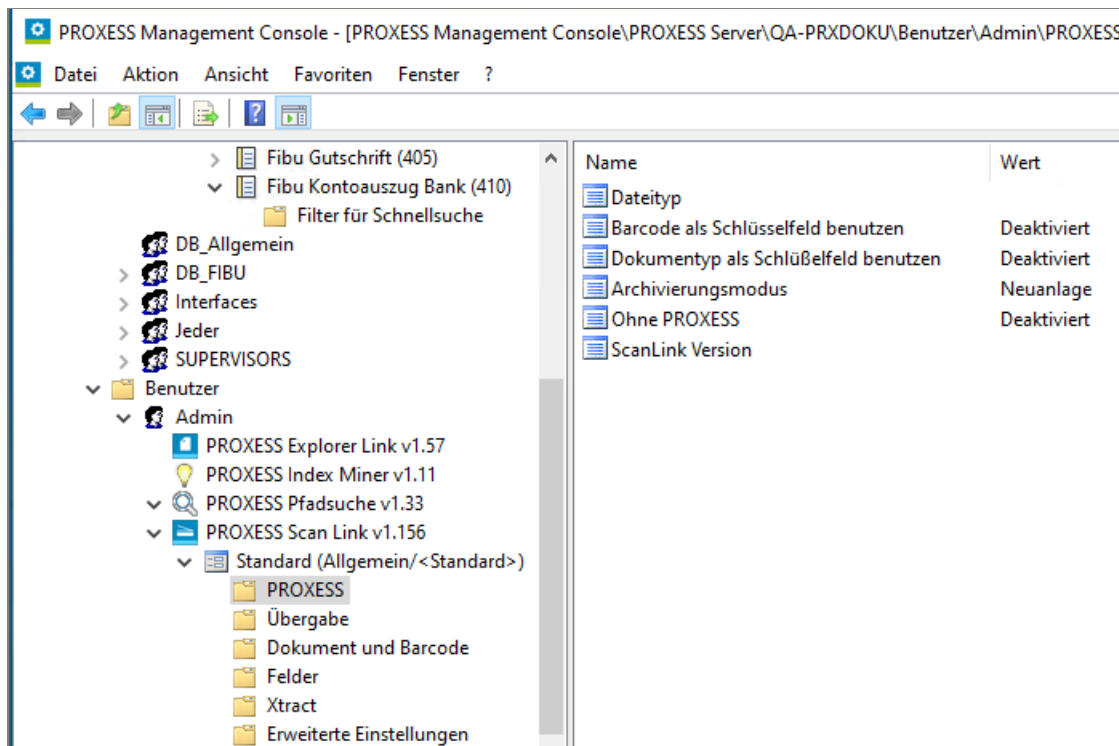 PROXESS Management Console - [PROXESS Management Console\PROXESS Server\QA-PRXDOKU\Benutzer\Admin\PROXESS
Datei Aktion Ansicht Favoriten Fenster ?
Fibu Gutschrift (405)
Fibu Kontoauszug Bank (410)
Filter für Schnellsuche
DB_Allgemein
DB_FIBU
Interfaces
Jeder
SUPERVISORS
Benutzer
Admin
PROXESS Explorer Link v1.57
PROXESS Index Miner v1.11
PROXESS Pfadsuche v1.33
PROXESS Scan Link v1.156
Standard (Allgemein/<Standard>)
PROXESS
Übergabe
Dokument und Barcode
Felder
Xtract
Erweiterte Einstellungen
Name Wert
Dateityp
Barcode als Schlüsselfeld benutzen Deaktiviert
Dokumentyp als Schlüßelfeld benutzen Deaktiviert
Archivierungsmodus Neuanlage
Ohne PROXESS Deaktiviert
ScanLink Version